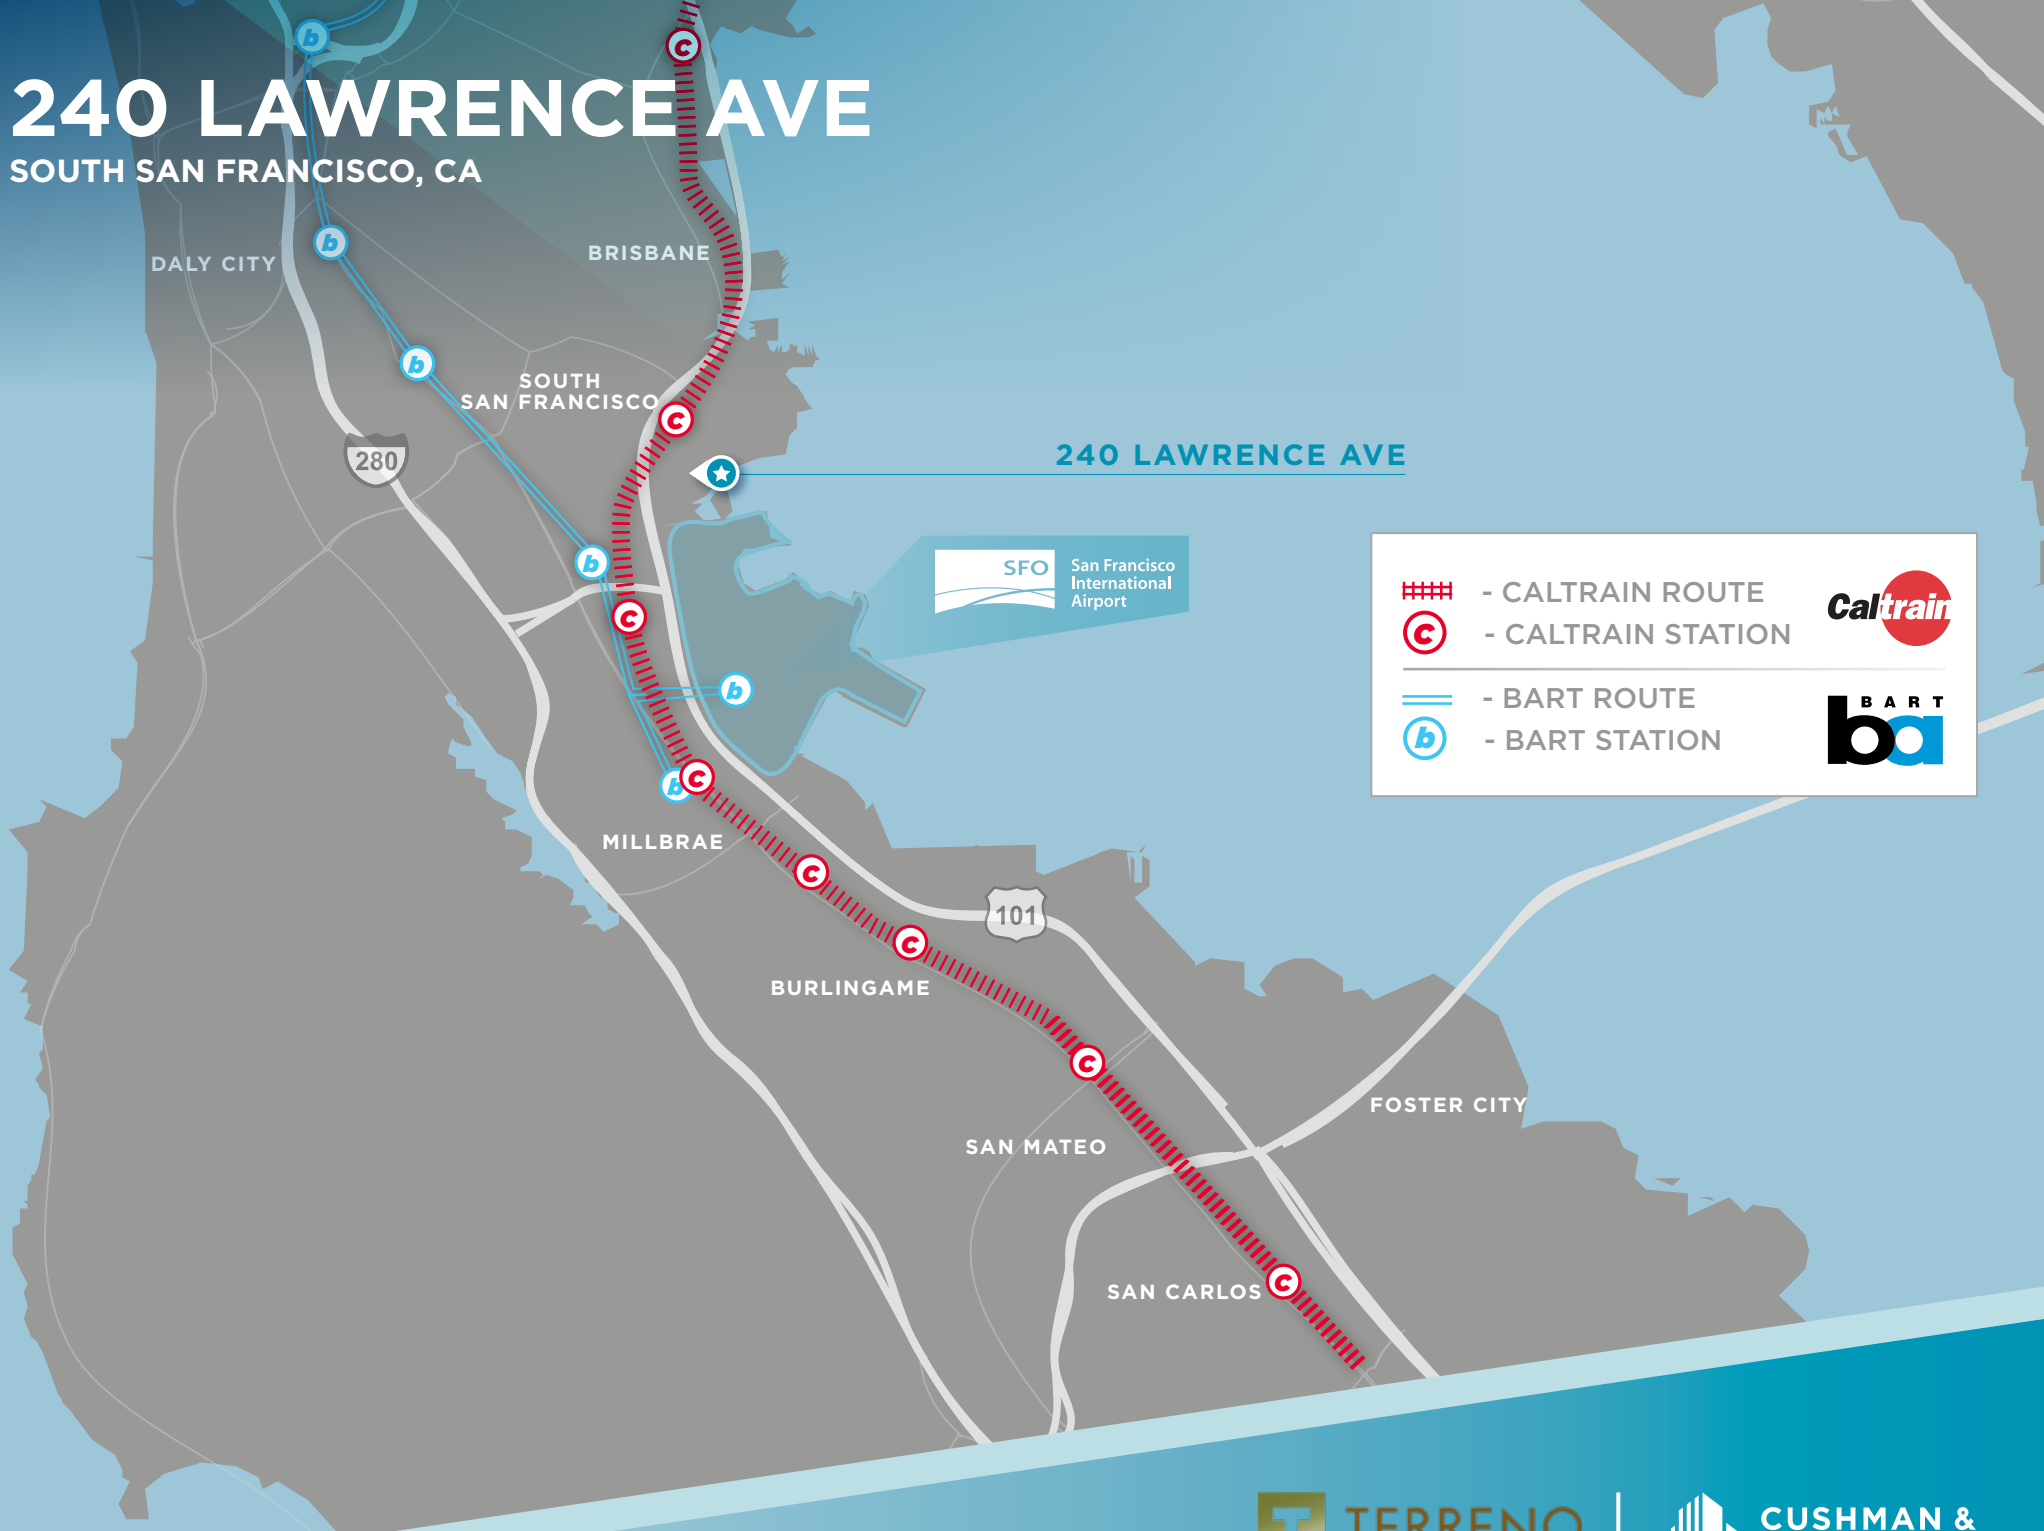 240 LAWRENCE AVE
SOUTH SAN FRANCISCO, CA
b
c
b
DALY CITY
BRISBANE
b
SOUTH
SAN FRANCISCO
c
280
240 LAWRENCE AVE
b
SFO
San Francisco
International
Airport
c
b
b
c
MILLBRAE
c
101
c
BURLINGAME
c
SAN MATEO
FOSTER CITY
SAN CARLOS
c
- CALTRAIN ROUTE
c - CALTRAIN STATION
Caltrain
- BART ROUTE
b - BART STATION
BART
ba
T TERRENO
CUSHMAN &